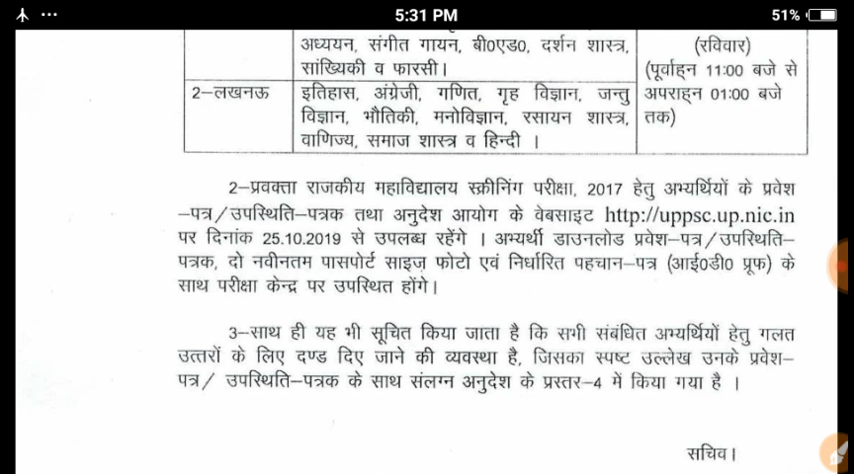 5:31 PM
51%
अध्ययन, संगीत गायन, बी०एड०, दर्शन शास्त्र,
सांख्यिकी व फारसी।
(रविवार)
(पूर्वाह्न 11:00 बजे से
अपराह्न 01:00 बजे
तक)
2–लखनऊ
इतिहास, अंग्रेजी, गणित, गृह विज्ञान, जन्तु
विज्ञान, भौतिकी, मनोविज्ञान, रसायन शास्त्र,
वाणिज्य, समाज शास्त्र व हिन्दी ।
2–प्रवक्ता राजकीय महाविद्यालय स्क्रीनिंग परीक्षा, 2017 हेतु अभ्यर्थियों के प्रवेश
–पत्र/उपस्थिति–पत्रक तथा अनुदेश आयोग के वेबसाइट http://uppsc.up.nic.in
पर दिनांक 25.10.2019 से उपलब्ध रहेंगे । अभ्यर्थी डाउनलोड प्रवेश–पत्र/उपस्थिति–
पत्रक, दो नवीनतम पासपोर्ट साइज़ फोटो एवं निर्धारित पहचान–पत्र (आई०डी० प्रूफ) के
साथ परीक्षा केन्द्र पर उपस्थित होंगे।
3–साथ ही यह भी सूचित किया जाता है कि सभी संबंधित अभ्यर्थियों हेतु गलत
उत्तरों के लिए दण्ड दिए जाने की व्यवस्था है, जिसका स्पष्ट उल्लेख उनके प्रवेश–
पत्र/ उपस्थिति–पत्रक के साथ संलग्न अनुदेश के प्रस्तर–4 में किया गया है ।
सचिव।